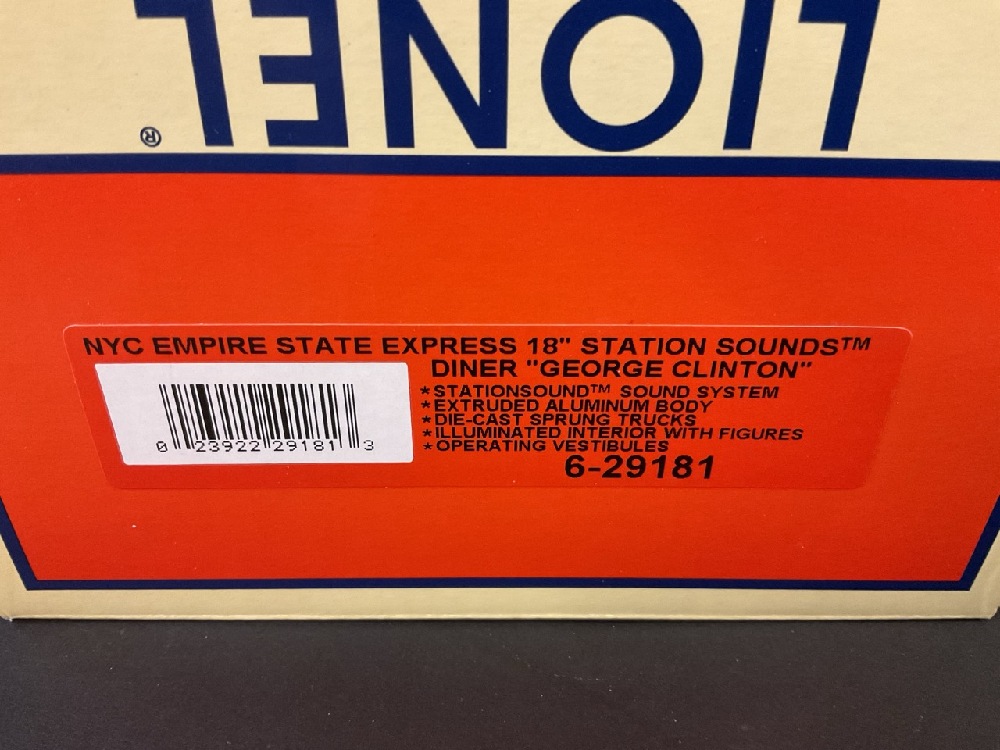 LIONEL®
NYC EMPIRE STATE EXPRESS 18" STATION SOUNDS™
DINER "GEORGE CLINTON"
*STATIONSOUND™ SOUND SYSTEM
*EXTRUDED ALUMINUM BODY
*DIE-CAST SPRUNG TRUCKS
*ILLUMINATED INTERIOR WITH FIGURES
*OPERATING VESTIBULES
6-29181
0 23922 29181 3